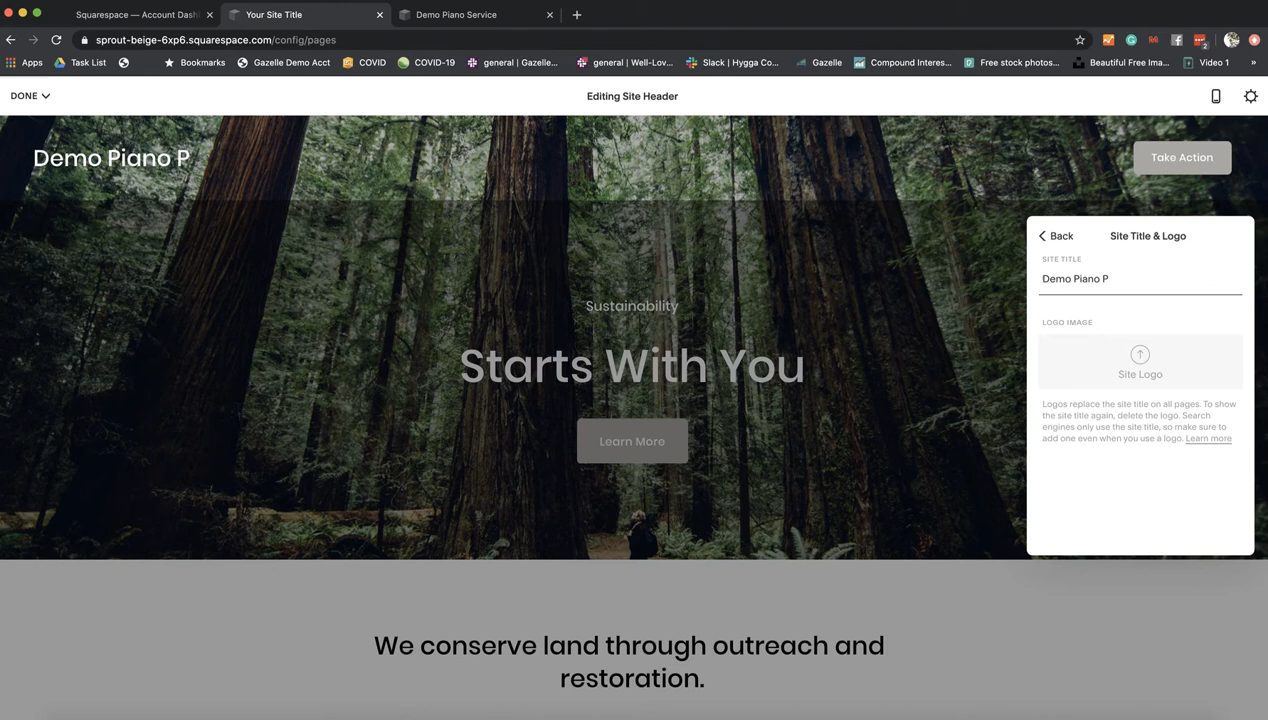 Squarespace — Account Dash
Your Site Title
Demo Piano Service
sprout-beige-6xp6.squarespace.com/config/pages
Apps
Task List
Bookmarks
Gazelle Demo Acct
COVID
COVID-19
general | Gazelle...
general | Well-Lov...
Slack | Hygga Co...
Gazelle
Compound Interes...
Free stock photos...
Beautiful Free Ima...
Video 1
»
DONE
Editing Site Header
Demo Piano P
Take Action
Sustainability
Starts With You
Learn More
Back
Site Title & Logo
SITE TITLE
Demo Piano P
LOGO IMAGE
Site Logo
Logos replace the site title on all pages. To show
the site title again, delete the logo. Search
engines only use the site title, so make sure to
add one even when you use a logo. Learn more
We conserve land through outreach and
restoration.